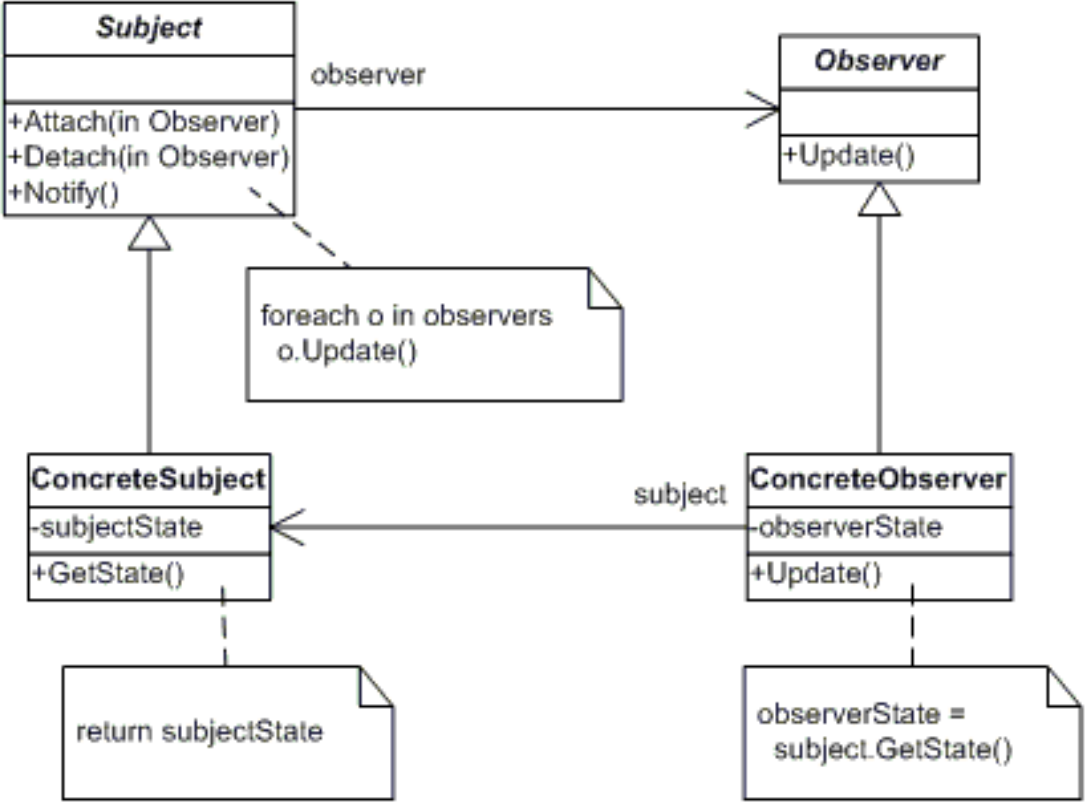 Subject
+Attach(in Observer)
+Detach(in Observer)
+Notify()
observer
Observer
+Update()
foreach o in observers
o.Update()
ConcreteSubject
-subjectState
+GetState()
subject
ConcreteObserver
-observerState
+Update()
return subjectState
observerState =
subject.GetState()